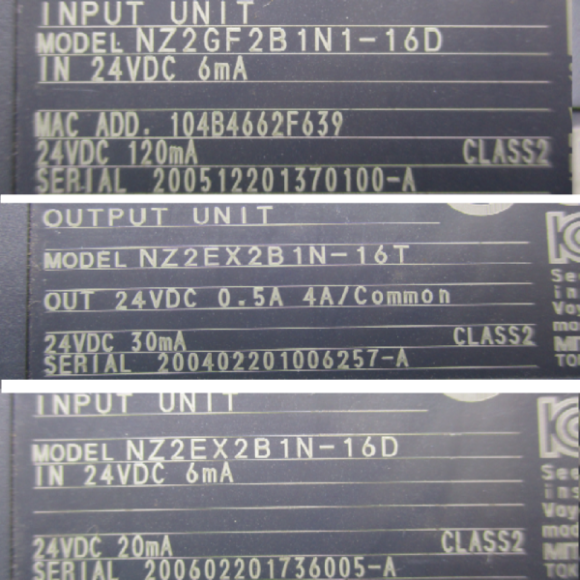 INPUT UNIT
MODEL NZ2GF2B1N1-16D
IN 24VDC 6mA
MAC ADD. 104B4662F639
24VDC 120mA CLASS2
SERIAL 200512201370100-A
OUTPUT UNIT
MODEL NZ2EX2B1N-16T
OUT 24VDC 0.5A 4A/Common
24VDC 30mA CLASS2
SERIAL 200402201006257-A
INPUT UNIT
MODEL NZ2EX2B1N-16D
IN 24VDC 6mA
24VDC 20mA CLASS2
SERIAL 200602201736005-A